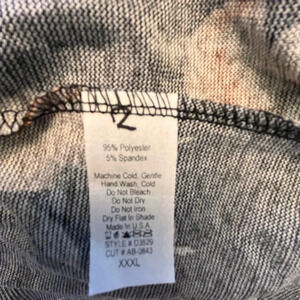 95% Polyester
5% Spandex
Machine Cold, Gentle
Hand Wash, Cold
Do Not Bleach
Do Not Dry
Do Not Iron
Dry Flat In Shade
Made In U.S.A
STYLE # D3529
CUT # AB-0843
XXXL